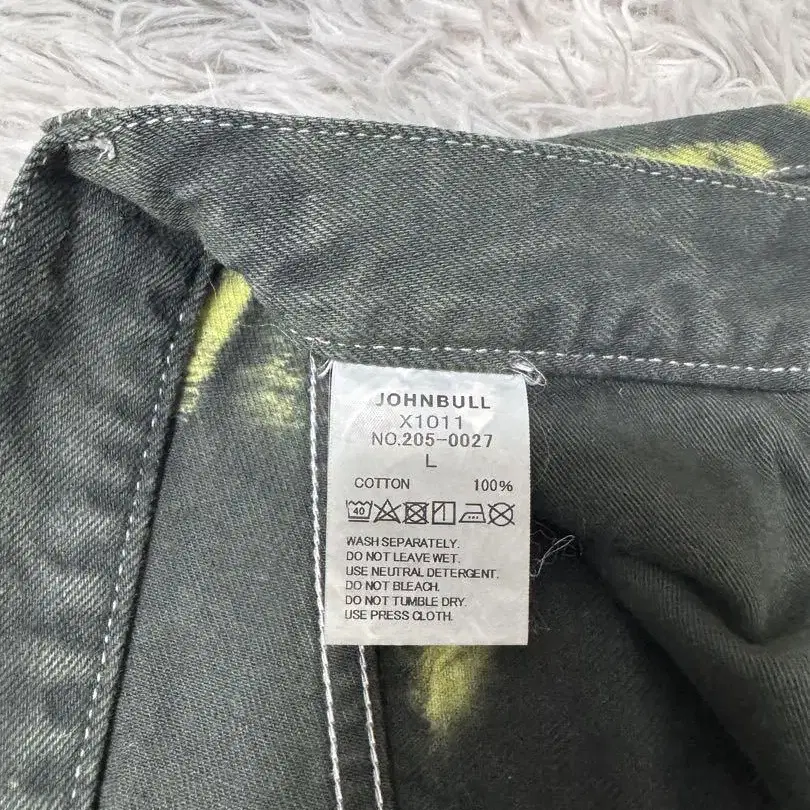 JOHNBULL
X1011
NO.205-0027
L
COTTON 100%
40
WASH SEPARATELY.
DO NOT LEAVE WET.
USE NEUTRAL DETERGENT.
DO NOT BLEACH.
DO NOT TUMBLE DRY.
USE PRESS CLOTH.